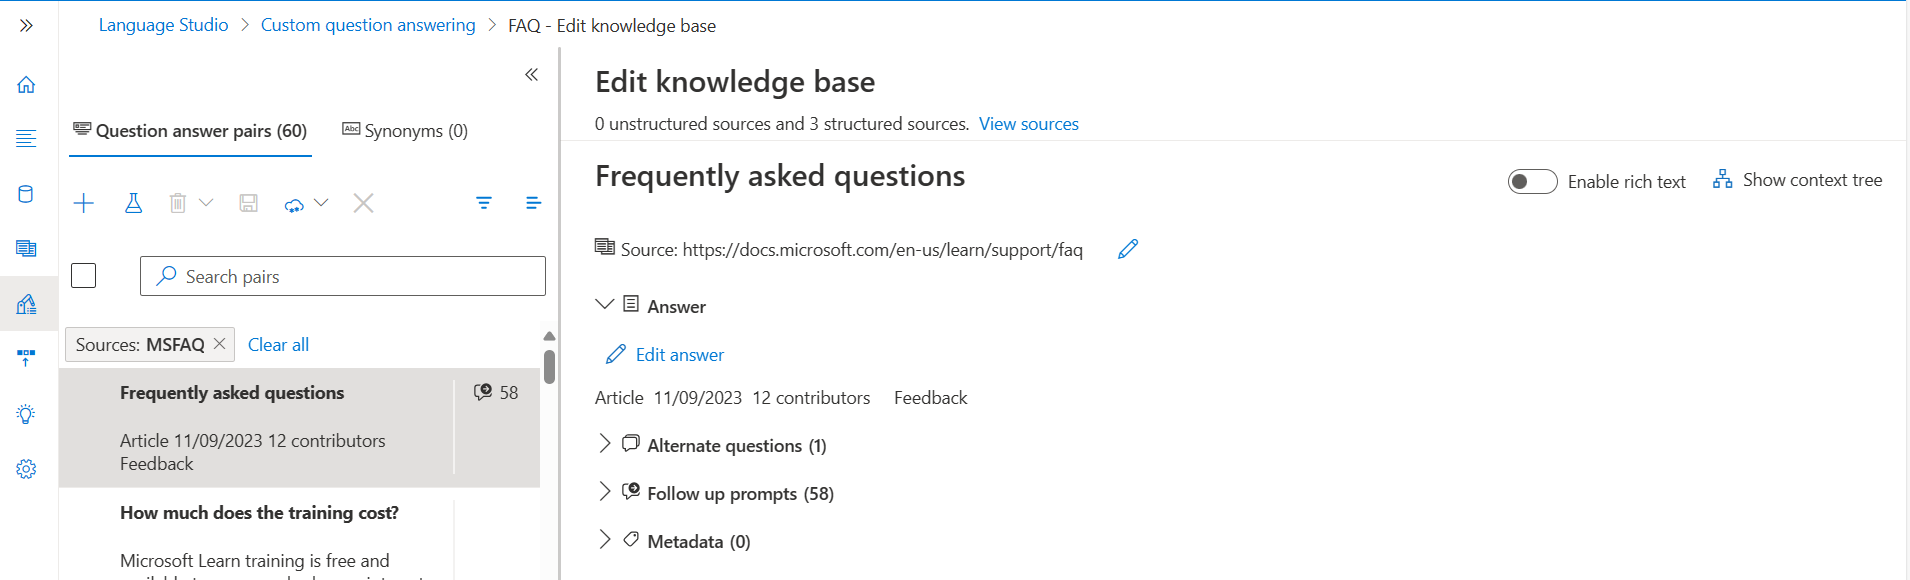 Language Studio > Custom question answering > FAQ - Edit knowledge base
Question answer pairs (60)
Abc Synonyms (0)
Search pairs
Sources: MSFAQ
Clear all
Frequently asked questions
58
Article 11/09/2023 12 contributors
Feedback
How much does the training cost?
Microsoft Learn training is free and
Edit knowledge base
0 unstructured sources and 3 structured sources. View sources
Frequently asked questions
Enable rich text
Show context tree
Source: https://docs.microsoft.com/en-us/learn/support/faq
Answer
Edit answer
Article 11/09/2023 12 contributors Feedback
Alternate questions (1)
Follow up prompts (58)
Metadata (0)